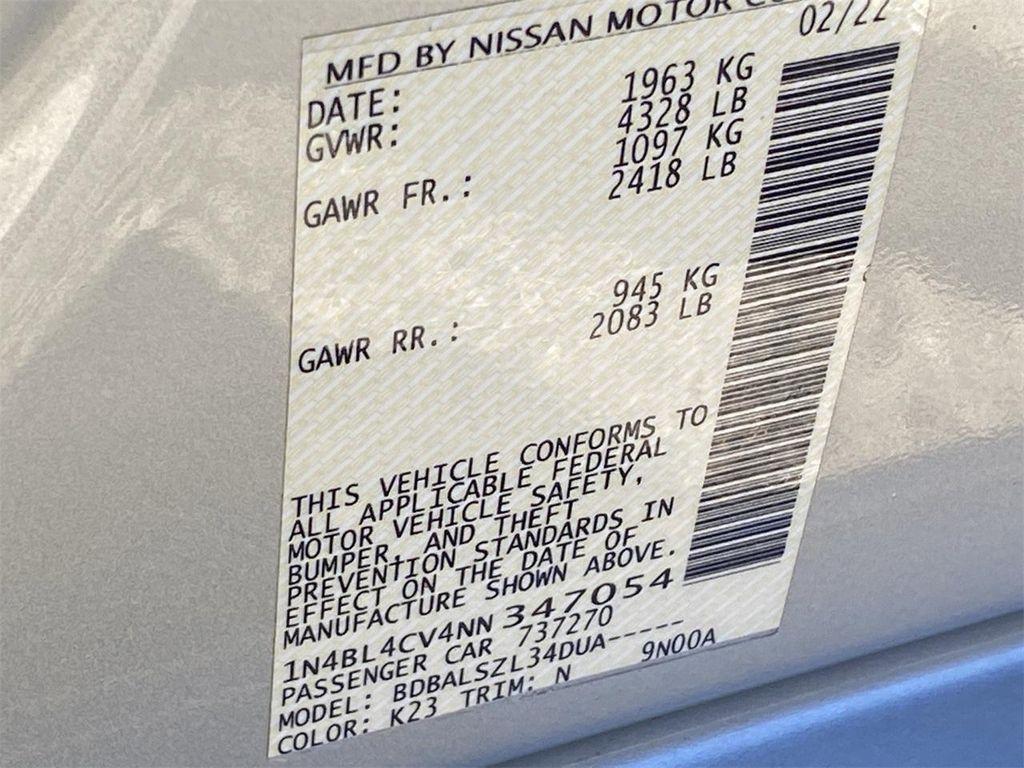 MFD BY NISSAN MOTOR
DATE: 02/22
GVWR: 1963 KG
4328 LB
GAWR FR.: 1097 KG
2418 LB
GAWR RR.: 945 KG
2083 LB
THIS VEHICLE CONFORMS TO
ALL APPLICABLE FEDERAL
MOTOR VEHICLE SAFETY,
BUMPER, AND THEFT
PREVENTION STANDARDS IN
EFFECT ON THE DATE OF
MANUFACTURE SHOWN ABOVE.
1N4BL4CV4NN347054
PASSENGER CAR 737270
MODEL: BDBALSZL34DUA-----
COLOR: K23 TRIM: N 9N00A